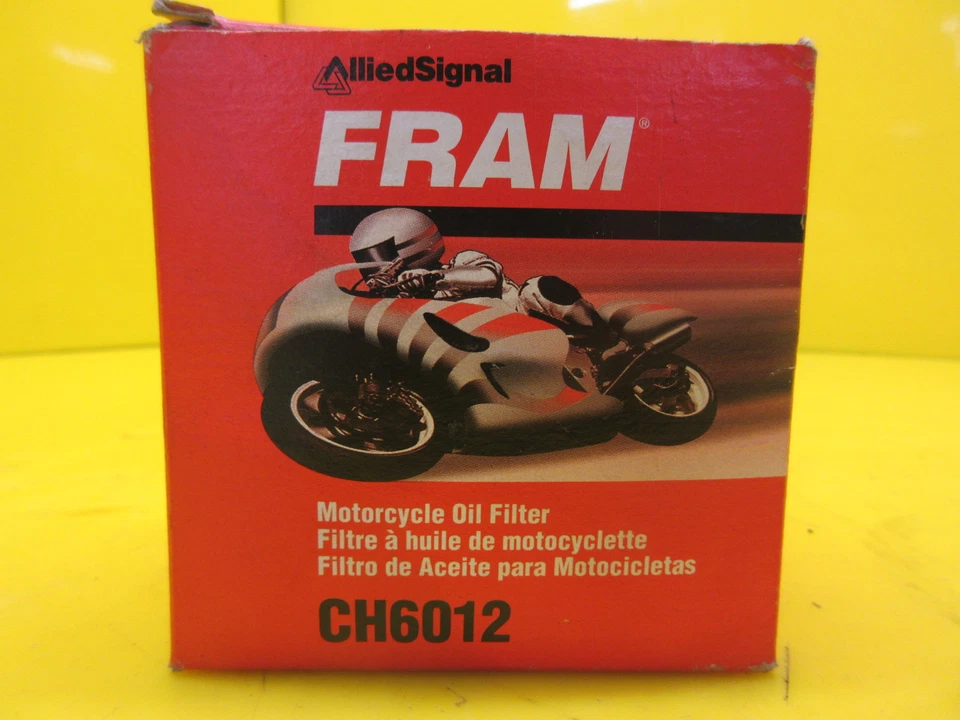 AlliedSignal
FRAM®
Motorcycle Oil Filter
Filtre à huile de motocyclette
Filtro de Aceite para Motocicletas
CH6012